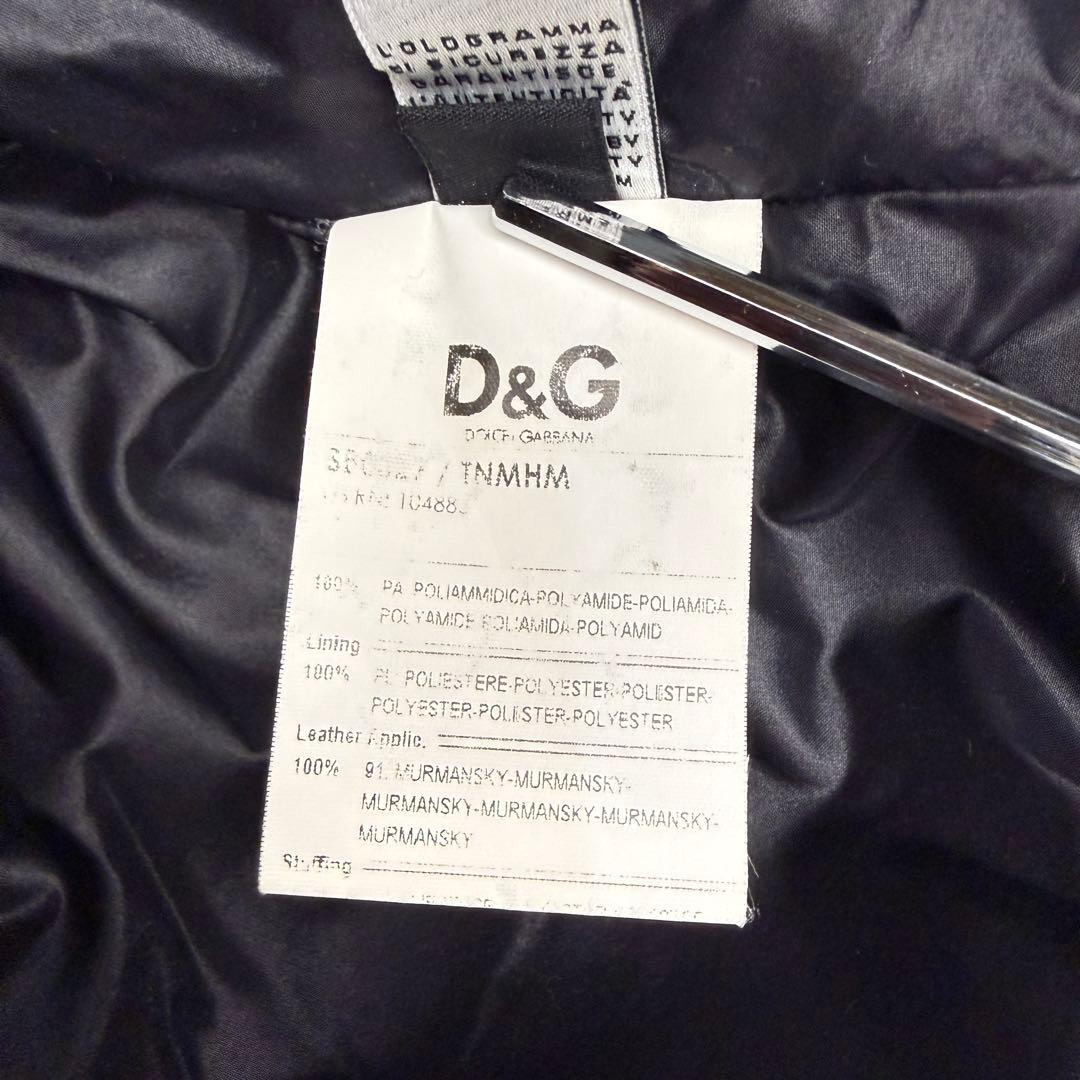 L'OLOGRAMMA
DI SICUREZZA
GARANTISCE
L'AUTENTICITÀ
D&G
DOLCE & GABBANA
/ TNMHM
100%
PA POLIAMMIDICA-POLYAMIDE-POLIAMIDA-
POLYAMIDE POLIAMIDA-POLYAMID
Lining
100%
PL POLIESTERE-POLYESTER-POLIESTER-
POLYESTER-POLIESTER-POLYESTER
Leather Applic.
100% 91. MURMANSKY-MURMANSKY-
MURMANSKY-MURMANSKY-MURMANSKY-
MURMANSKY
Stuffing